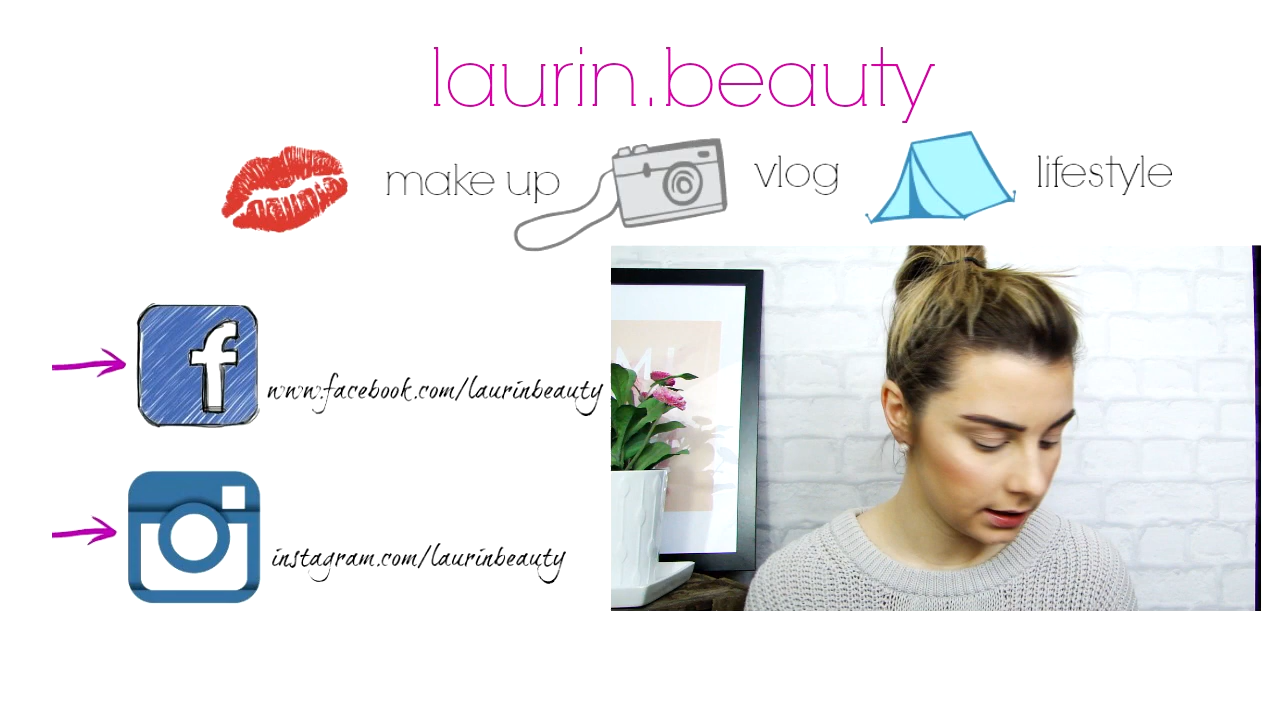 laurin.beauty
make up
vlog
lifestyle
www.facebook.com/laurinbeauty
instagram.com/laurinbeauty